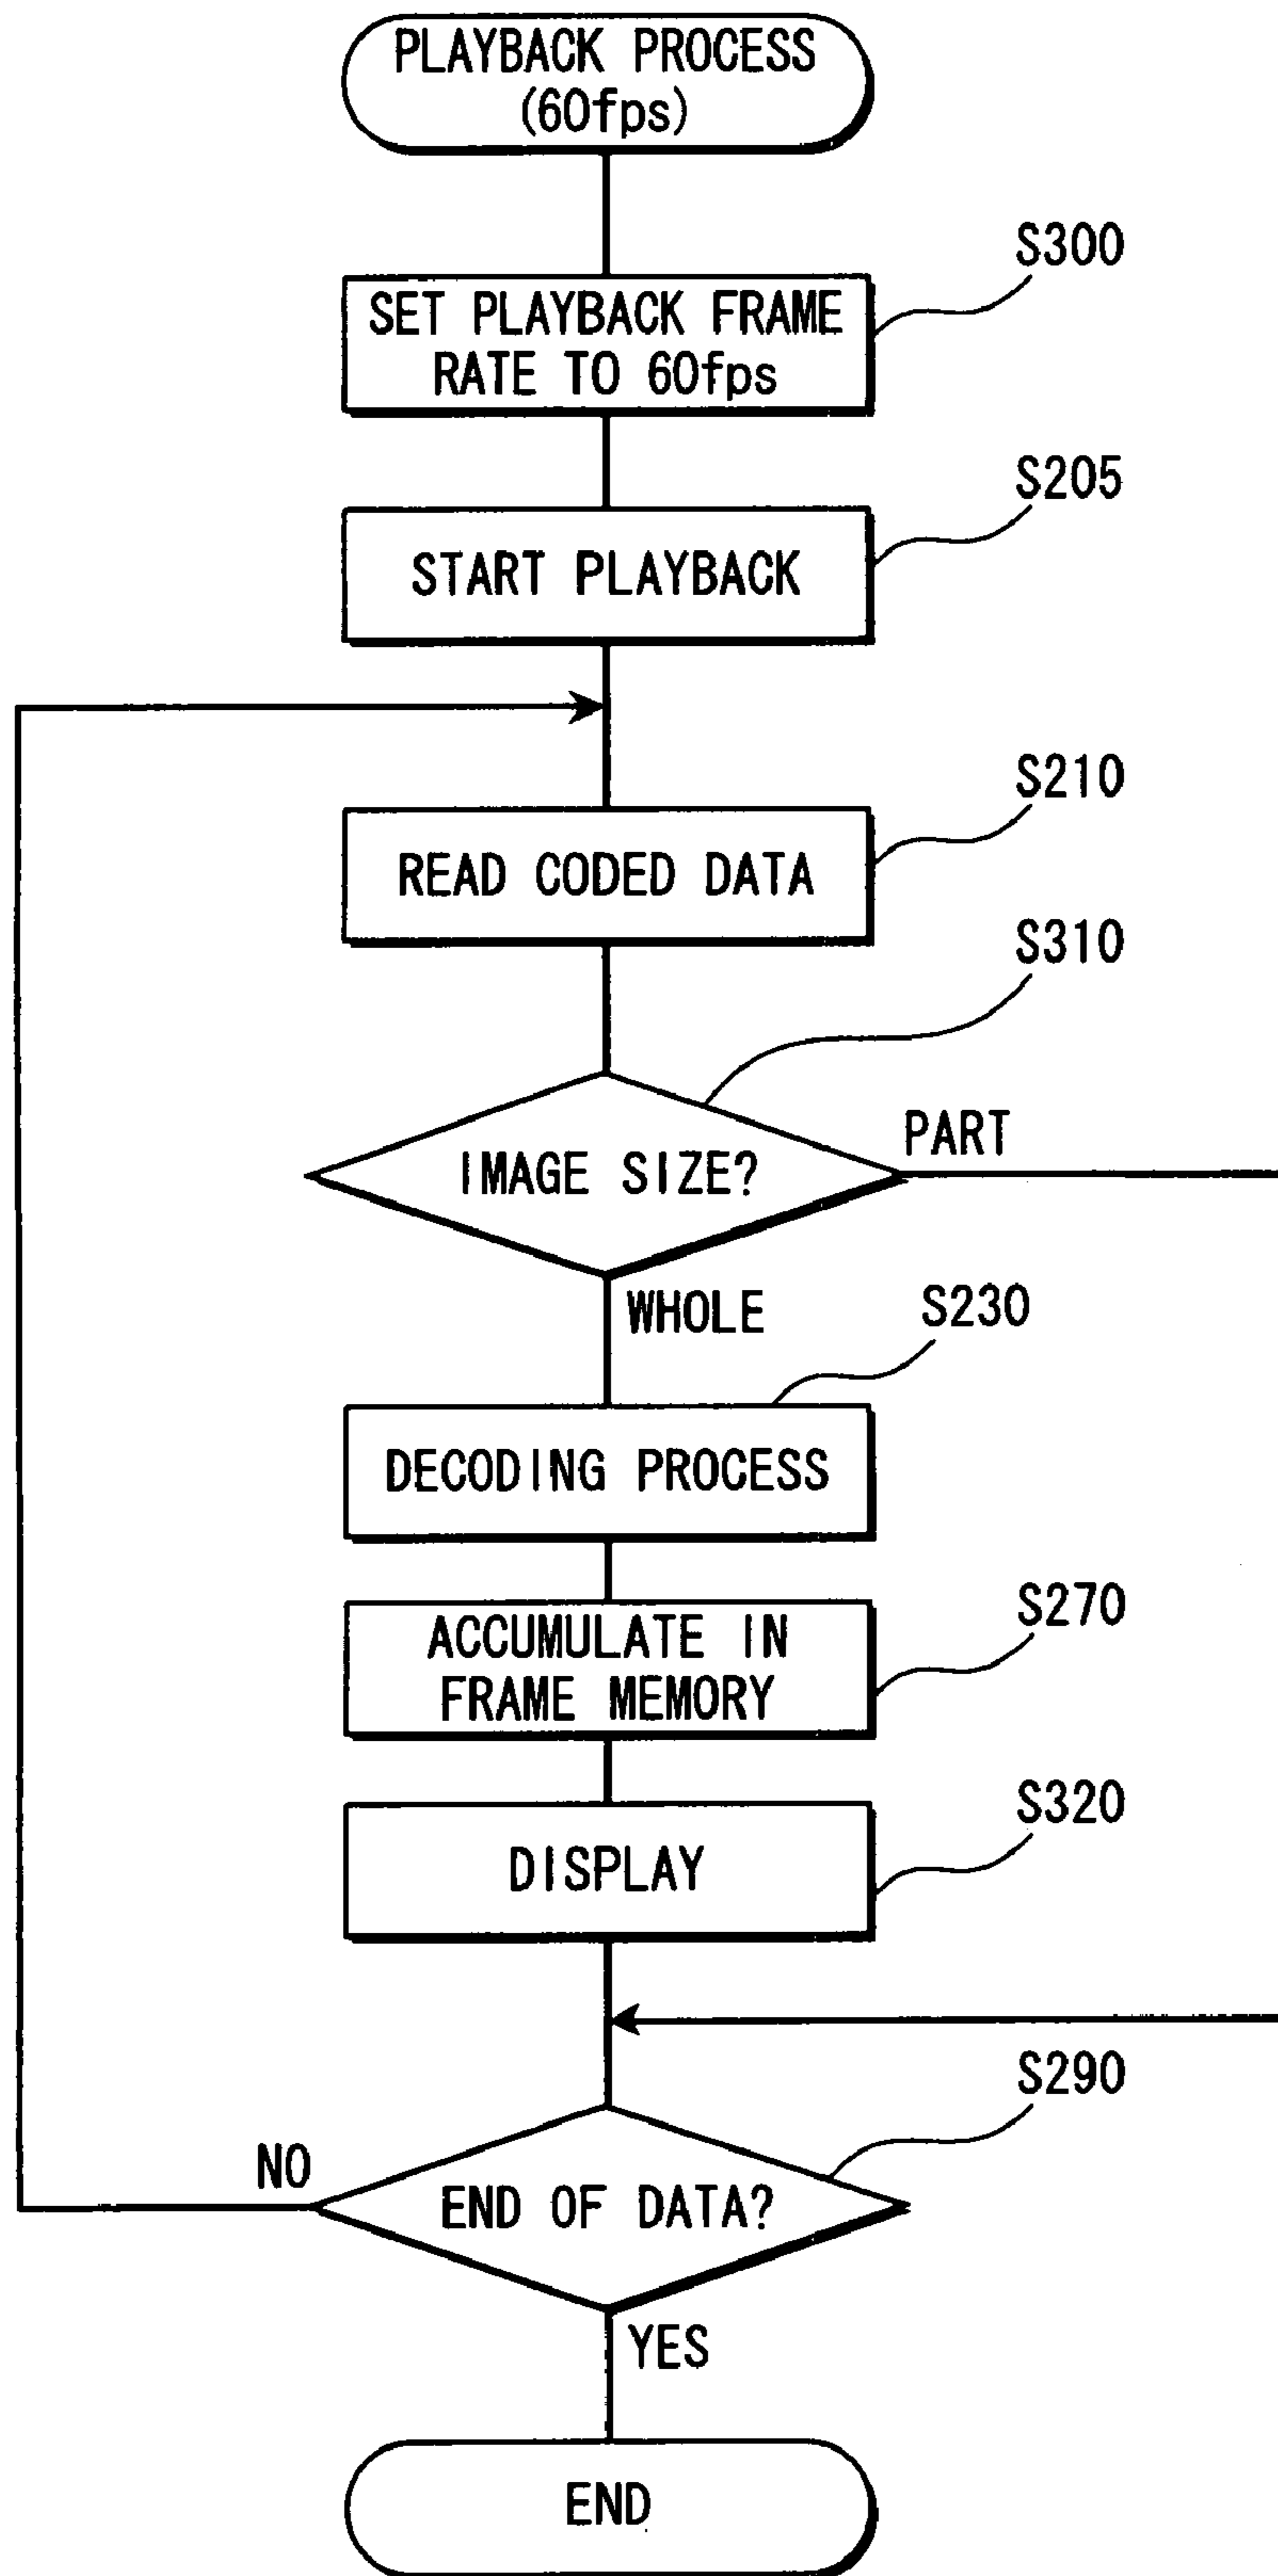 PLAYBACK PROCESS
(60fps)
S300
SET PLAYBACK FRAME
RATE TO 60fps
S205
START PLAYBACK
S210
READ CODED DATA
S310
IMAGE SIZE?
PART
WHOLE
S230
DECODING PROCESS
S270
ACCUMULATE IN
FRAME MEMORY
S320
DISPLAY
S290
NO
END OF DATA?
YES
END